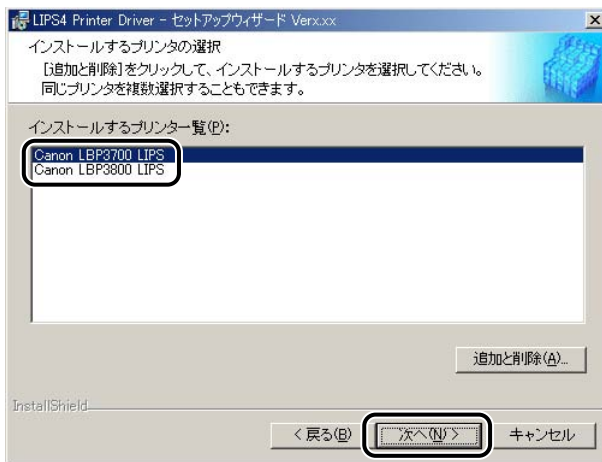 LIPS4 Printer Driver - セットアップウィザード Verx.xx
インストールするプリンタの選択
[追加と削除]をクリックして、インストールするプリンタを選択してください。
同じプリンタを複数選択することもできます。
インストールするプリンター覧(P):
Canon LBP3700 LIPS
Canon LBP3800 LIPS
追加と削除(A)...
InstallShield
< 戻る(B)
次へ(N) >
キャンセル